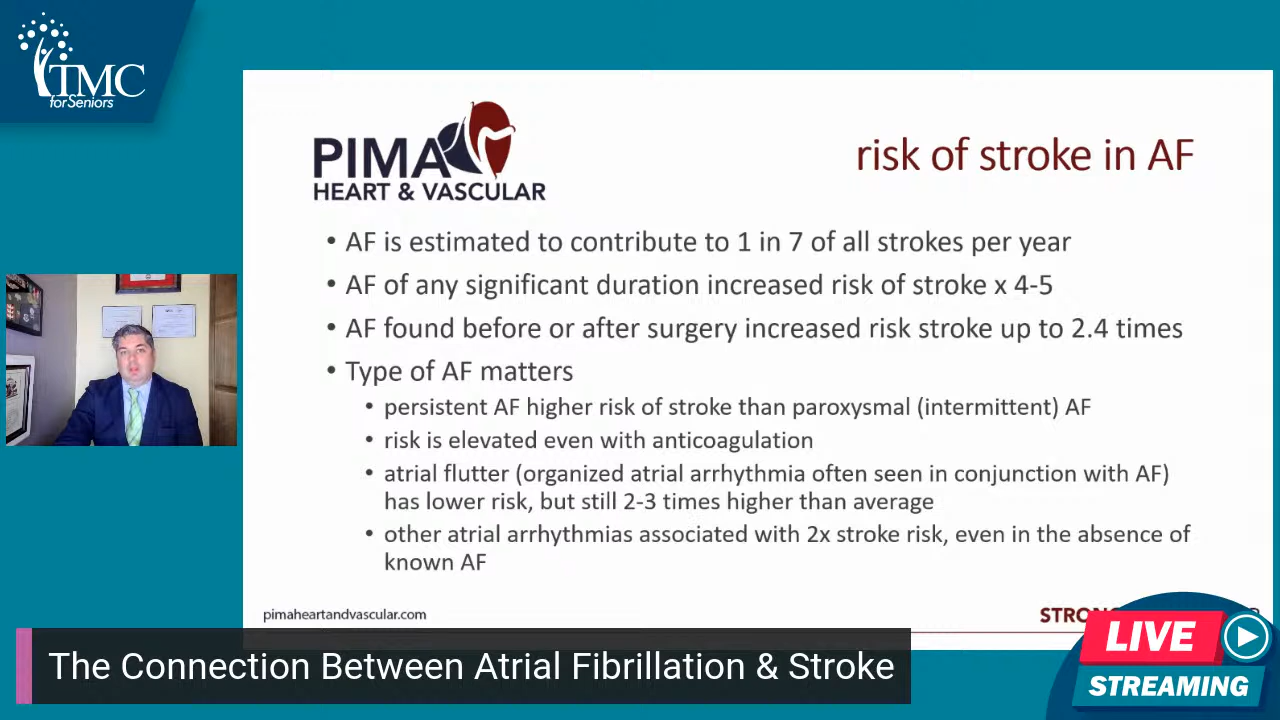 TMC
for Seniors
PIMA
HEART & VASCULAR
risk of stroke in AF
• AF is estimated to contribute to 1 in 7 of all strokes per year
• AF of any significant duration increased risk of stroke x 4-5
• AF found before or after surgery increased risk stroke up to 2.4 times
• Type of AF matters
• persistent AF higher risk of stroke than paroxysmal (intermittent) AF
• risk is elevated even with anticoagulation
• atrial flutter (organized atrial arrhythmia often seen in conjunction with AF)
has lower risk, but still 2-3 times higher than average
• other atrial arrhythmias associated with 2x stroke risk, even in the absence of
known AF
pimaheartandvascular.com
The Connection Between Atrial Fibrillation & Stroke
LIVE
STREAMING